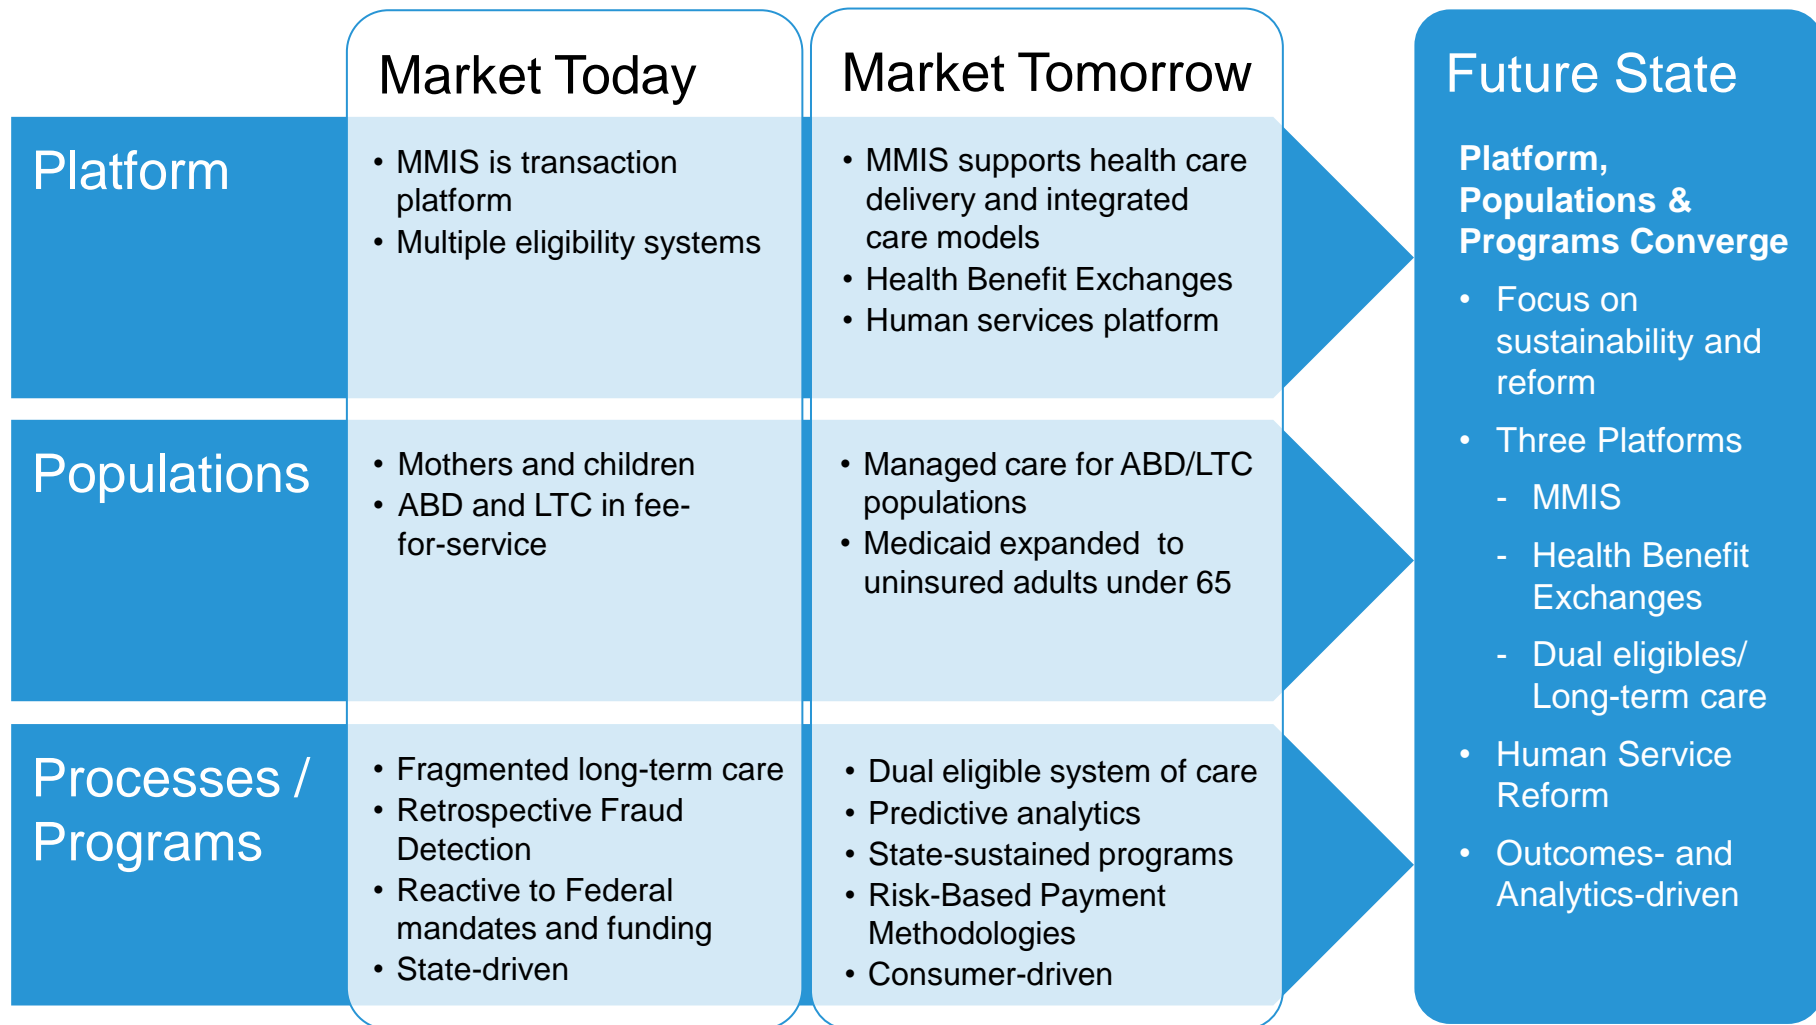 Market Today
Market Tomorrow
Future State
Platform
• MMIS is transaction
platform
• Multiple eligibility systems
• MMIS supports health care
delivery and integrated
care models
• Health Benefit Exchanges
• Human services platform
Populations
• Mothers and children
• ABD and LTC in fee-
for-service
• Managed care for ABD/LTC
populations
• Medicaid expanded to
uninsured adults under 65
Processes /
Programs
• Fragmented long-term care
• Retrospective Fraud
Detection
• Reactive to Federal
mandates and funding
• State-driven
• Dual eligible system of care
• Predictive analytics
• State-sustained programs
• Risk-Based Payment
Methodologies
• Consumer-driven
Platform,
Populations &
Programs Converge
• Focus on
sustainability and
reform
• Three Platforms
- MMIS
- Health Benefit
Exchanges
- Dual eligibles/
Long-term care
• Human Service
Reform
• Outcomes- and
Analytics-driven